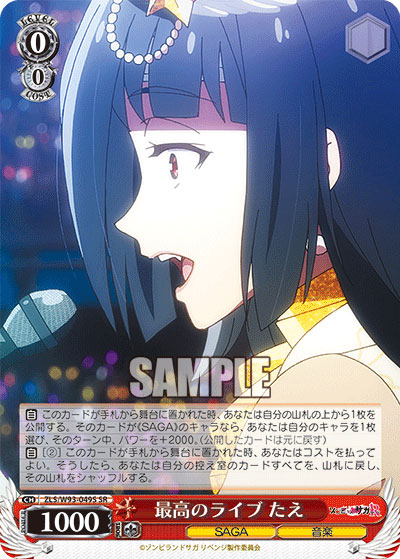 LEVEL
0
0
COST
SAMPLE
自 このカードが手札から舞台に置かれた時、あなたは自分の山札の上から1枚を
公開する。そのカードが《SAGA》のキャラなら、あなたは自分のキャラを1枚
選び、そのターン中、パワーを+2000。(公開したカードは元に戻す)
自 【②】 このカードが手札から舞台に置かれた時、あなたはコストを払って
よい。そうしたら、あなたは自分の控え室のカードすべてを、山札に戻し、
その山札をシャッフルする。
CH ZLS/W93-049S SR
1000
最高のライブ たえ
ゾンビランドサガR
SAGA
音楽
©ゾンビランドサガ リベンジ製作委員会